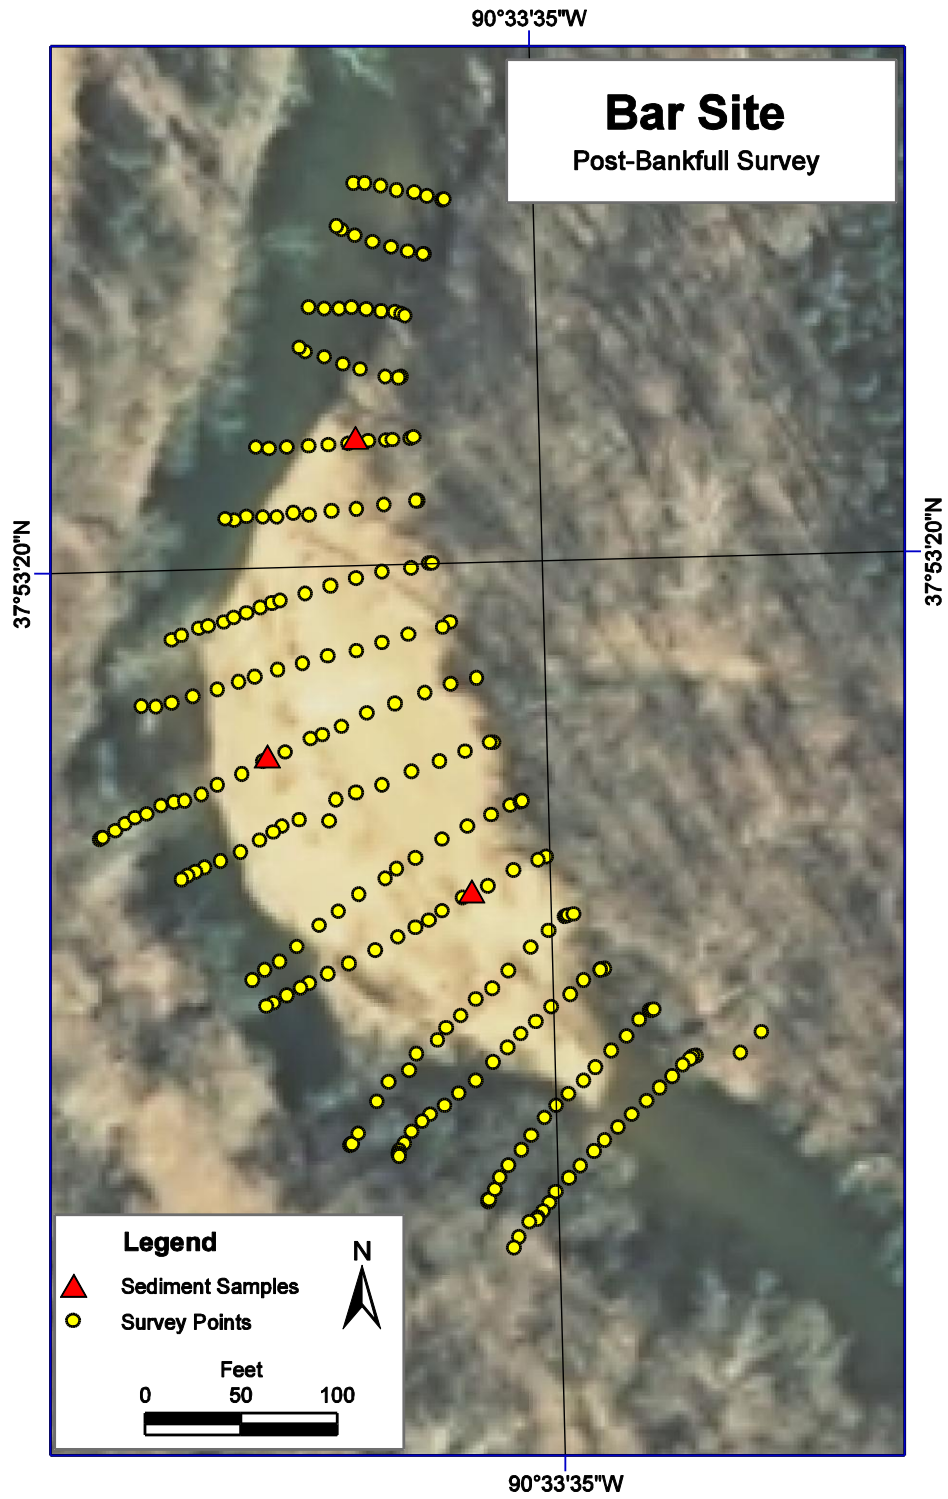 90°33'35"W
Bar Site
Post-Bankfull Survey
37°53'20"N
37°53'20"N
Legend
N
Sediment Samples
Survey Points
Feet
0 50 100
90°33'35"W